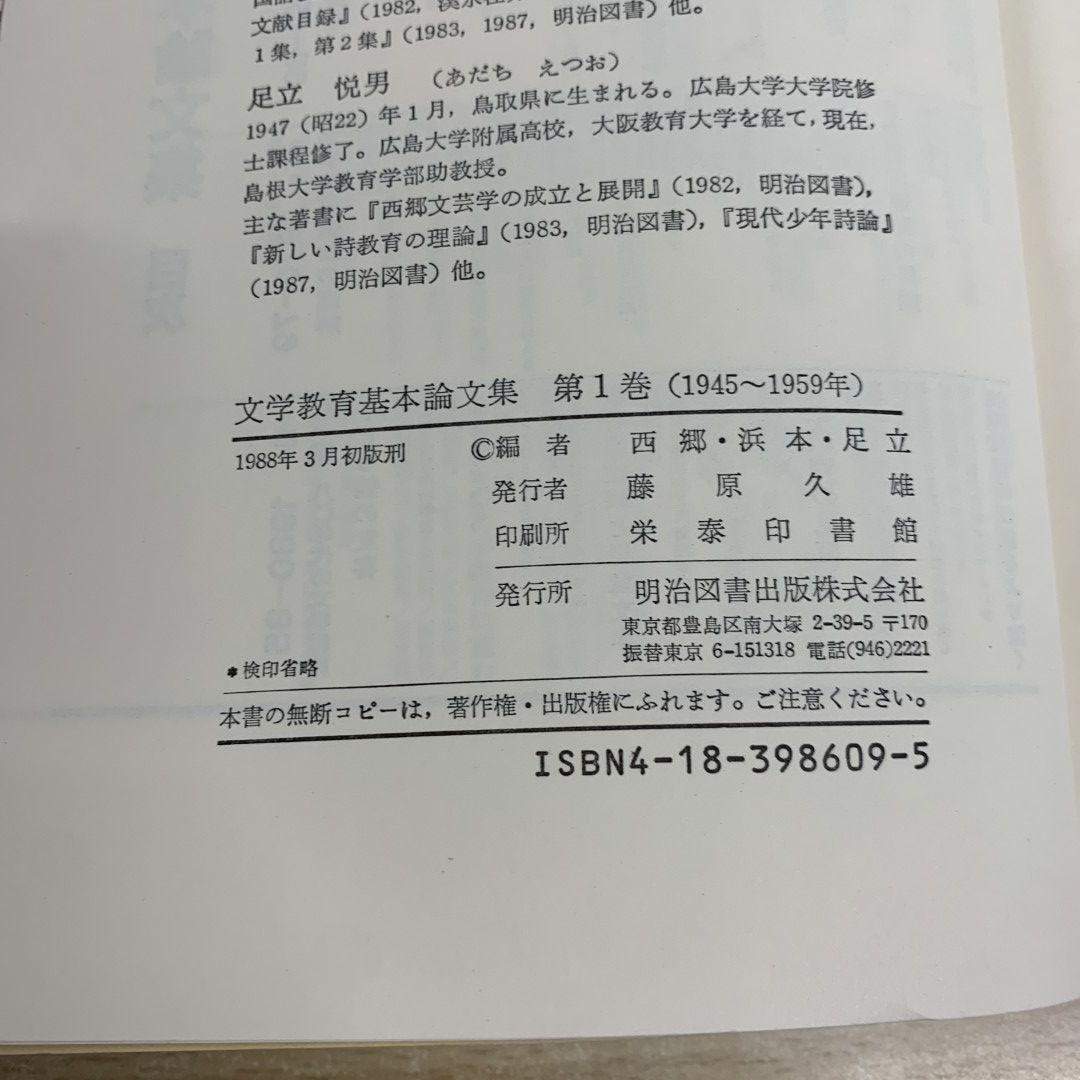 文献目録』(1982, 渓水社
1集, 第2集』(1983, 1987, 明治図書)他。
足立 悦男 (あだち えつお)
1947(昭22)年1月, 鳥取県に生まれる。広島大学大学院修
士課程修了。広島大学附属高校, 大阪教育大学を経て, 現在,
島根大学教育学部助教授。
主な著書に『西郷文芸学の成立と展開』(1982, 明治図書),
『新しい詩教育の理論』(1983, 明治図書),『現代少年詩論』
(1987, 明治図書)他。
文学教育基本論文集 第1巻(1945〜1959年)
1988年3月初版刊 ©編 者 西郷・浜本・足立
発行者 藤原久雄
印刷所 栄泰印書館
発行所 明治図書出版株式会社
東京都豊島区南大塚 2-39-5 〒170
振替東京 6-151318 電話(946)2221
*検印省略
本書の無断コピーは, 著作権・出版権にふれます。ご注意ください。
ISBN4-18-398609-5